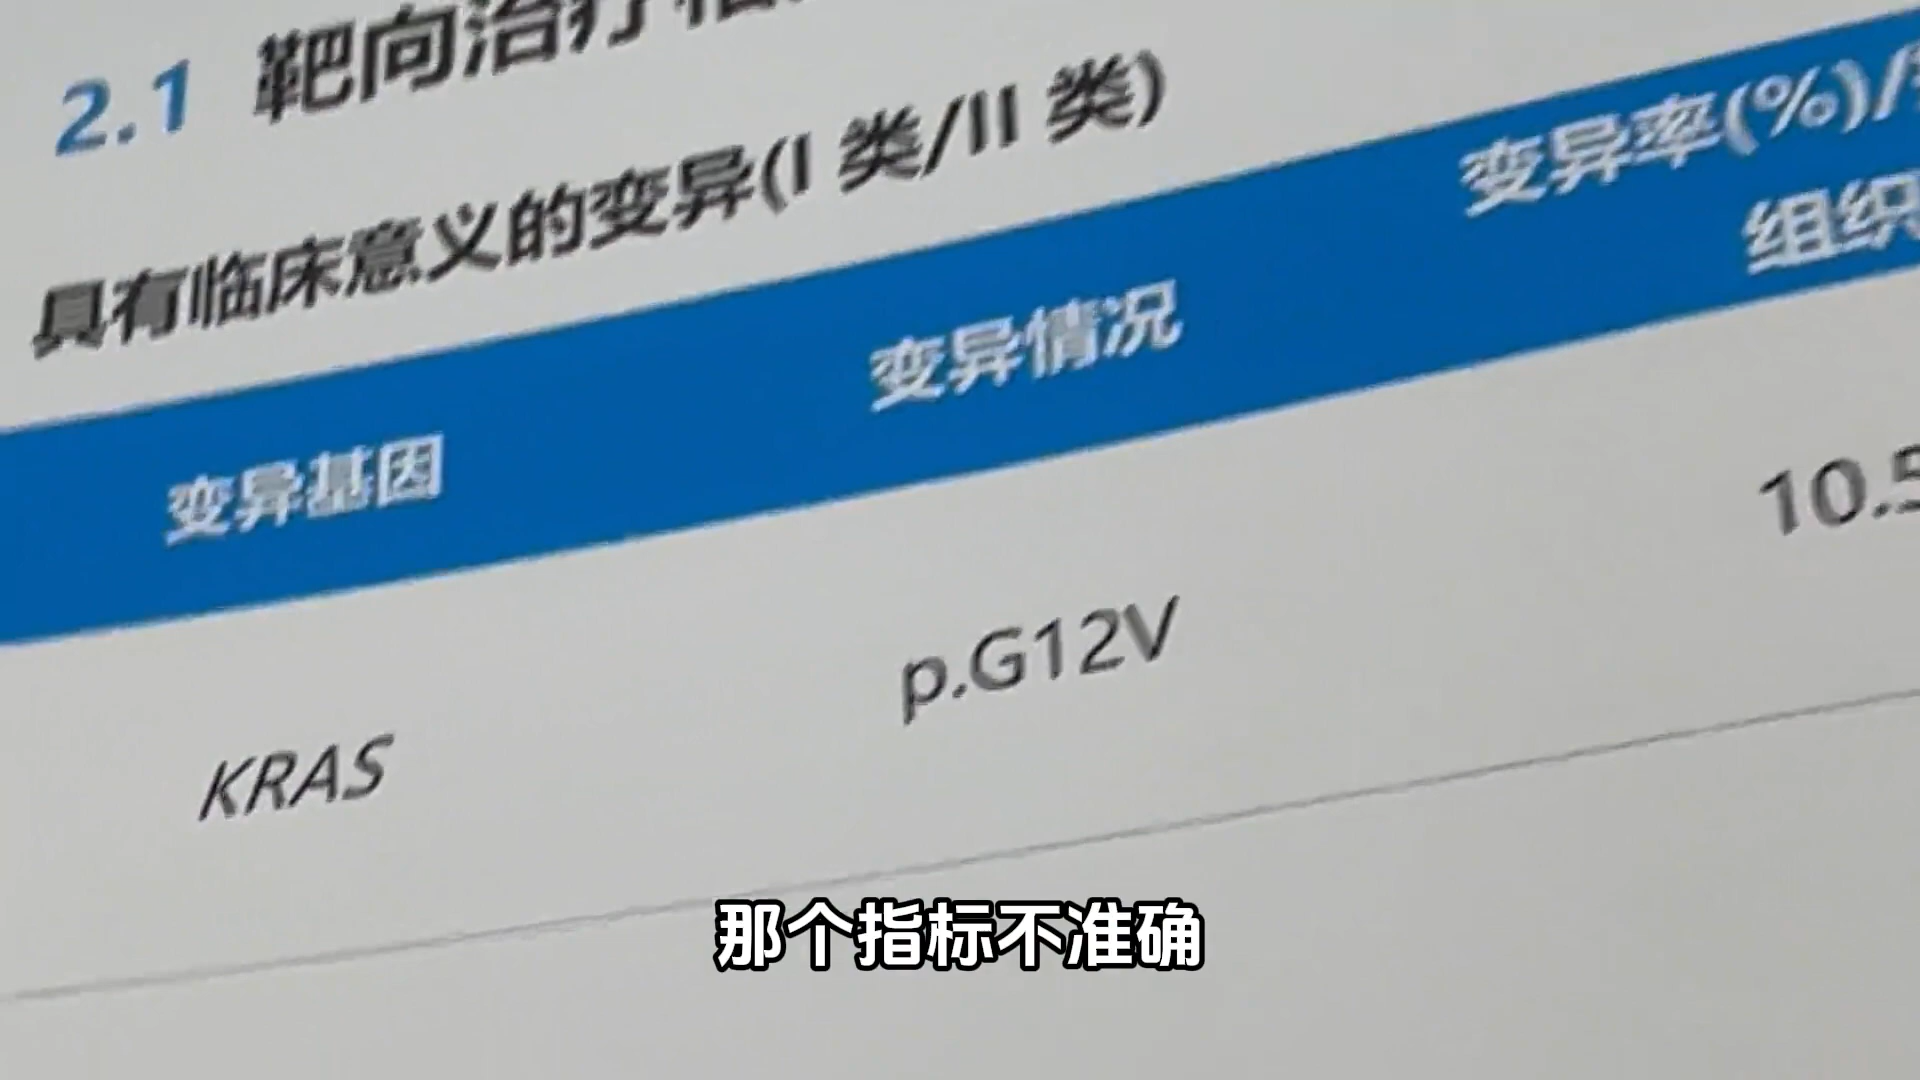 2.1 靶向治疗相
具有临床意义的变异(I 类/II 类)
变异基因
变异情况
变异率(%)/
组织
KRAS
p.G12V
10.5
那个指标不准确